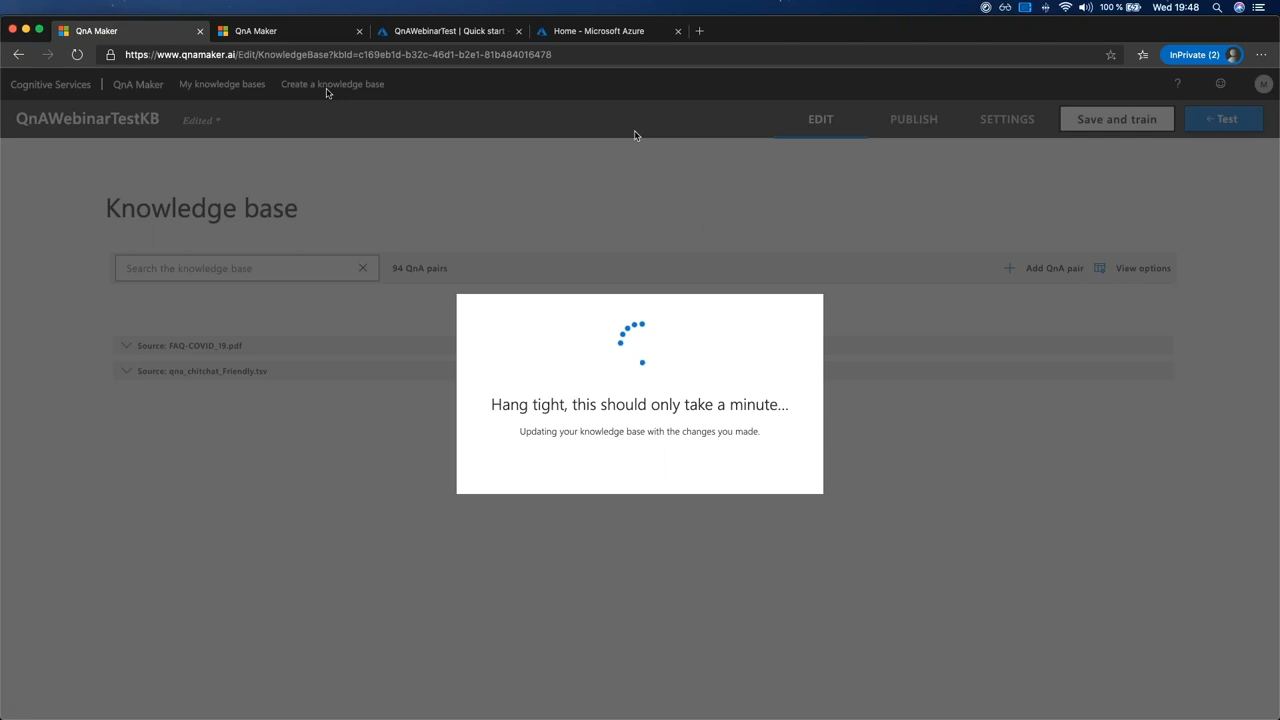 100 % Wed 19:48
QnA Maker
QnA Maker
QnAWebinarTest | Quick start
Home - Microsoft Azure
https://www.qnamaker.ai/Edit/KnowledgeBase?kbId=c169eb1d-b32c-46d1-b2e1-81b484016478
InPrivate (2)
Cognitive Services | QnA Maker My knowledge bases Create a knowledge base ? M
QnAWebinarTestKB Edited * EDIT PUBLISH SETTINGS Save and train ← Test
Knowledge base
Search the knowledge base 94 QnA pairs Add QnA pair View options
Source: FAQ-COVID_19.pdf
Source: qna_chitchat_Friendly.tsv
Hang tight, this should only take a minute...
Updating your knowledge base with the changes you made.